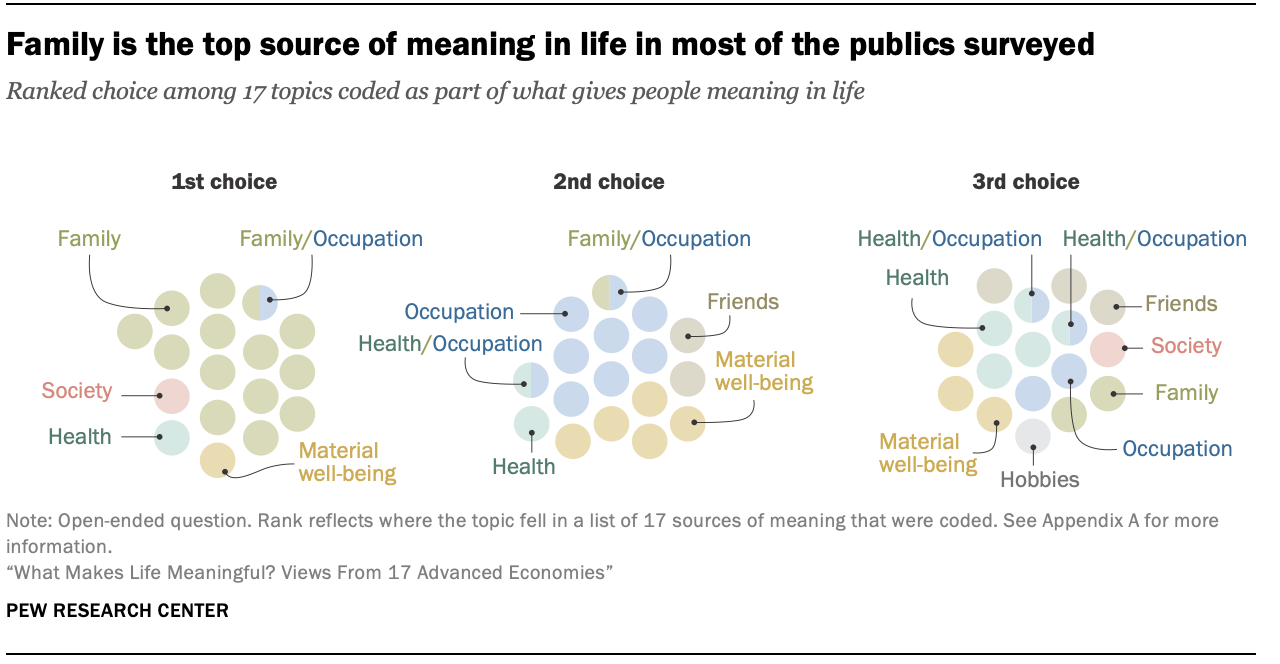 Family is the top source of meaning in life in most of the publics surveyed
Ranked choice among 17 topics coded as part of what gives people meaning in life
1st choice
Family
Family/Occupation
Society
Health
Material
well-being
2nd choice
Family/Occupation
Occupation
Friends
Health/Occupation
Material
well-being
Health
3rd choice
Health/Occupation
Health/Occupation
Health
Friends
Society
Family
Material
well-being
Occupation
Hobbies
Note: Open-ended question. Rank reflects where the topic fell in a list of 17 sources of meaning that were coded. See Appendix A for more
information.
“What Makes Life Meaningful? Views From 17 Advanced Economies”
PEW RESEARCH CENTER